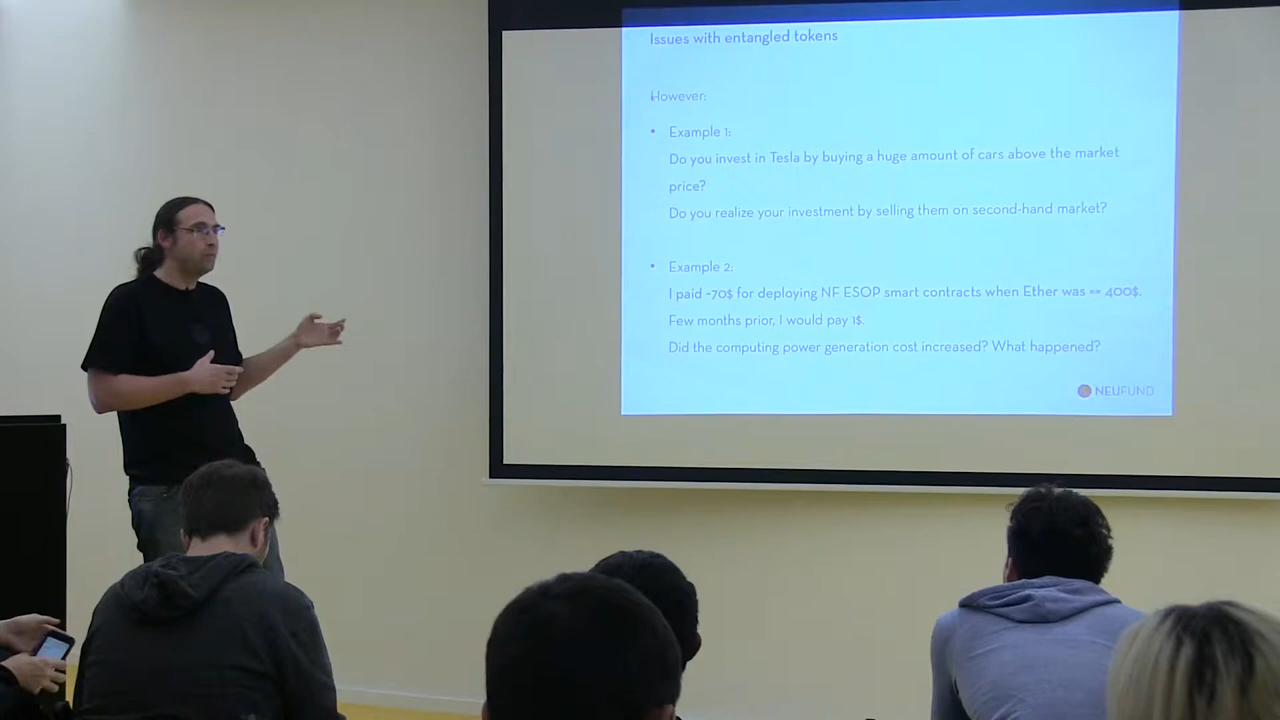 Issues with entangled tokens
However:
• Example 1:
Do you invest in Tesla by buying a huge amount of cars above the market
price?
Do you realize your investment by selling them on second-hand market?
• Example 2:
I paid ~70$ for deploying NF ESOP smart contracts when Ether was == 400$.
Few months prior, I would pay 1$.
Did the computing power generation cost increased? What happened?
NEUFUND